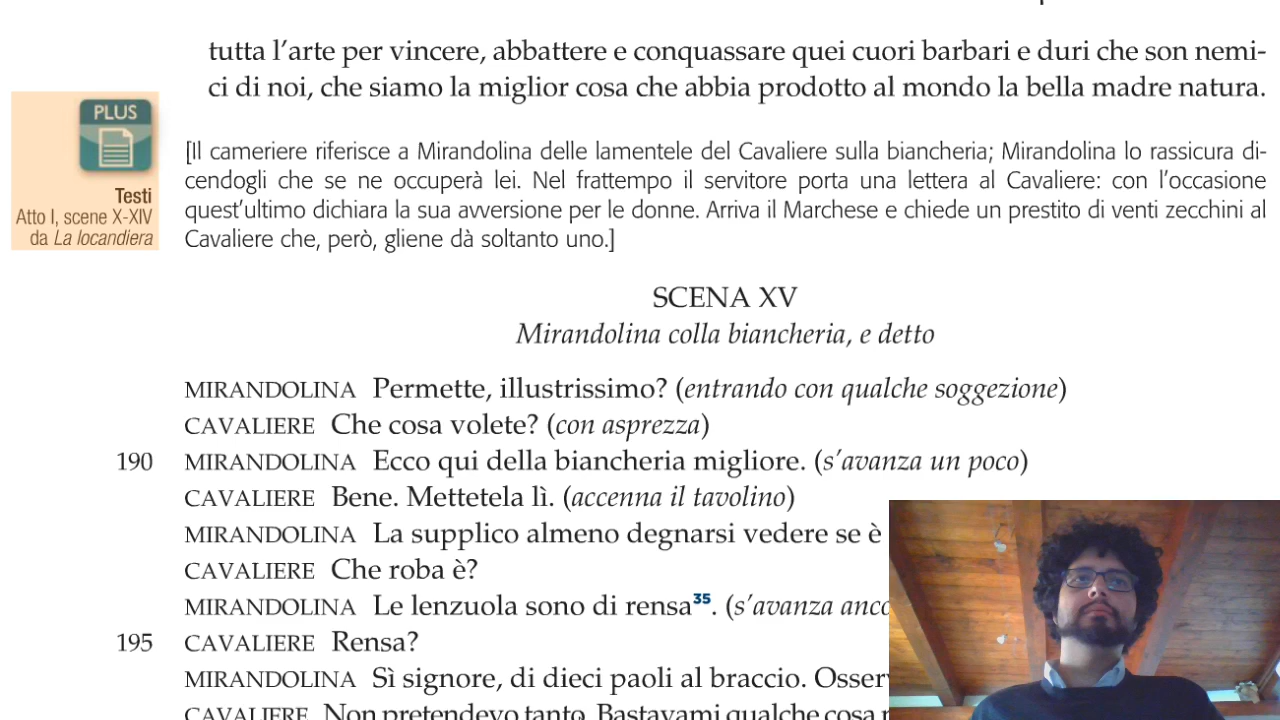 tutta l'arte per vincere, abbattere e conquassare quei cuori barbari e duri che son nemi-
ci di noi, che siamo la miglior cosa che abbia prodotto al mondo la bella madre natura.
PLUS
Testi
Atto I, scene X-XIV
da La locandiera
[Il cameriere riferisce a Mirandolina delle lamentele del Cavaliere sulla biancheria; Mirandolina lo rassicura di-
cendogli che se ne occuperà lei. Nel frattempo il servitore porta una lettera al Cavaliere: con l'occasione
quest'ultimo dichiara la sua avversione per le donne. Arriva il Marchese e chiede un prestito di venti zecchini al
Cavaliere che, però, gliene dà soltanto uno.]
SCENA XV
Mirandolina colla biancheria, e detto
MIRANDOLINA Permette, illustrissimo? (entrando con qualche soggezione)
CAVALIERE Che cosa volete? (con asprezza)
190 MIRANDOLINA Ecco qui della biancheria migliore. (s'avanza un poco)
CAVALIERE Bene. Mettetela lì. (accenna il tavolino)
MIRANDOLINA La supplico almeno degnarsi vedere se è
CAVALIERE Che roba è?
MIRANDOLINA Le lenzuola sono di rensa35. (s'avanza anco
195 CAVALIERE Rensa?
MIRANDOLINA Sì signore, di dieci paoli al braccio. Osser
CAVALIERE Non pretendevo tanto. Bastavami qualche cosa